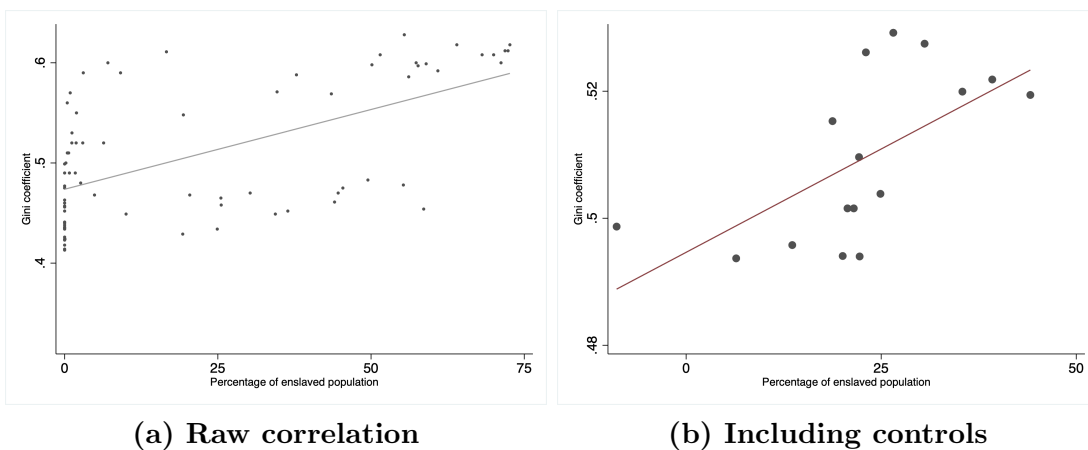 .6
.5
.4
Gini coefficient
0 25 50 75
Percentage of enslaved population
(a) Raw correlation
.52
.5
.48
Gini coefficient
0 25 50
Percentage of enslaved population
(b) Including controls